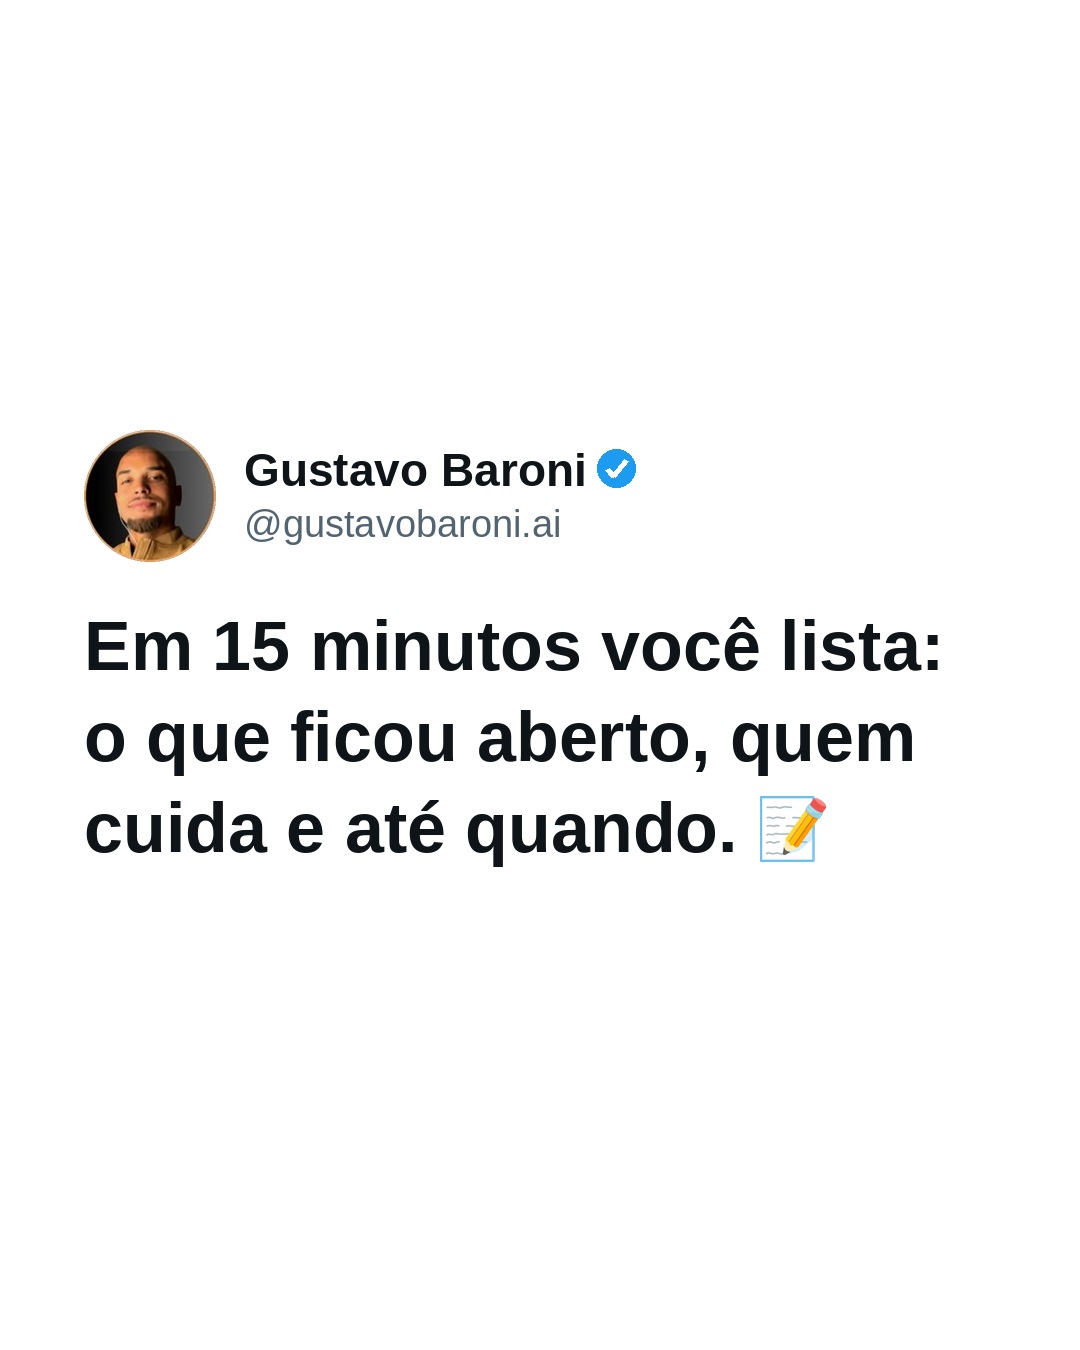 Gustavo Baroni
@gustavobaroni.ai
Em 15 minutos você lista:
o que ficou aberto, quem
cuida e até quando. 📝